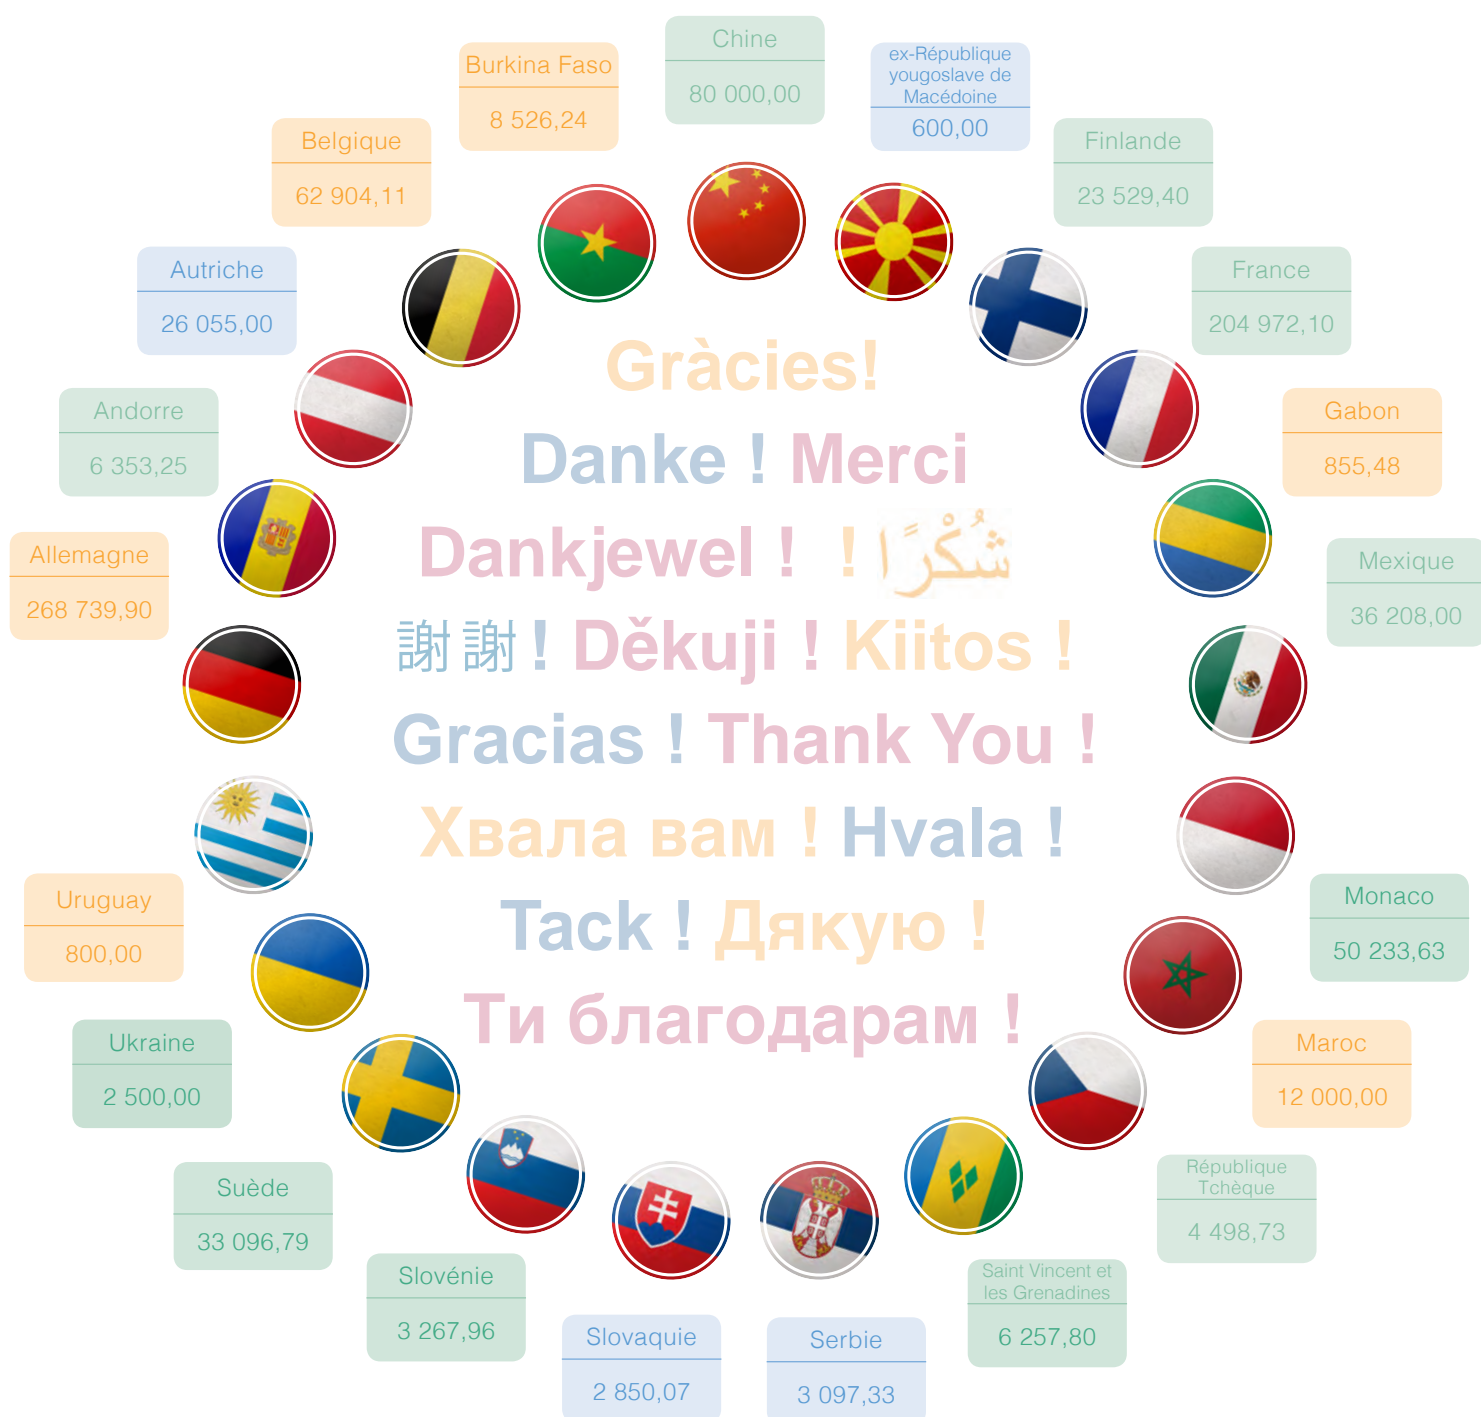 Chine
80 000,00
ex-République
yougoslave de
Macédoine
600,00
Finlande
23 529,40
France
204 972,10
Gabon
855,48
Mexique
36 208,00
Monaco
50 233,63
Maroc
12 000,00
République
Tchèque
4 498,73
Saint Vincent et
les Grenadines
6 257,80
Serbie
3 097,33
Slovaquie
2 850,07
Slovénie
3 267,96
Suède
33 096,79
Ukraine
2 500,00
Uruguay
800,00
Allemagne
268 739,90
Andorre
6 353,25
Autriche
26 055,00
Belgique
62 904,11
Burkina Faso
8 526,24
Gràcies!
Danke ! Merci
Dankjewel ! ! شُكْرًا
謝謝 ! Děkuji ! Kiitos !
Gracias ! Thank You !
Хвала вам ! Hvala !
Tack ! Дякую !
Ти благодарам !